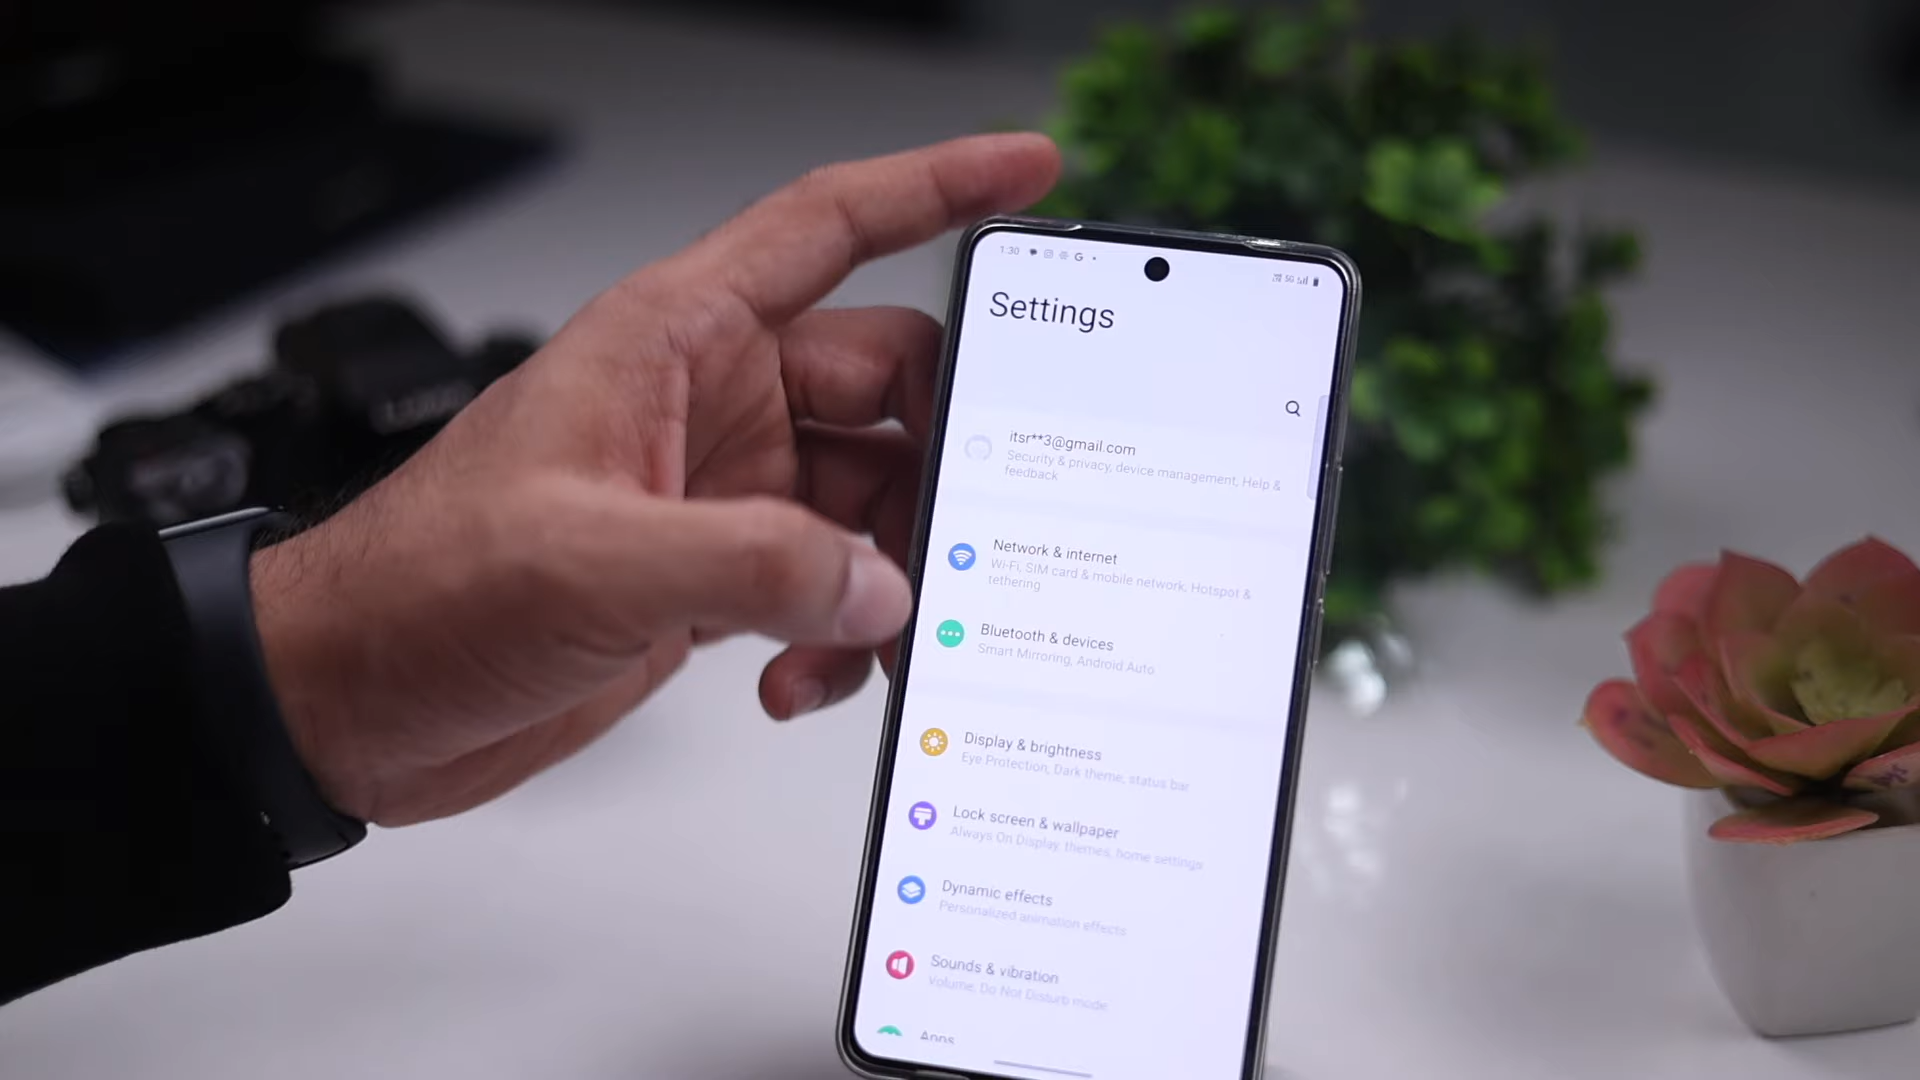 1:30 G 5G
Settings
itsr**3@gmail.com
Security & privacy, device management, Help &
feedback
Network & internet
Wi-Fi, SIM card & mobile network, Hotspot &
tethering
Bluetooth & devices
Smart Mirroring, Android Auto
Display & brightness
Eye Protection, Dark theme, status bar
Lock screen & wallpaper
Always On Display, themes, home settings
Dynamic effects
Personalized animation effects
Sounds & vibration
Volume, Do Not Disturb mode
Apps